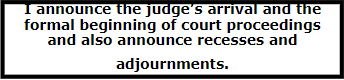 I announce the judge’s arrival and the
formal beginning of court proceedings
and also announce recesses and
adjournments.